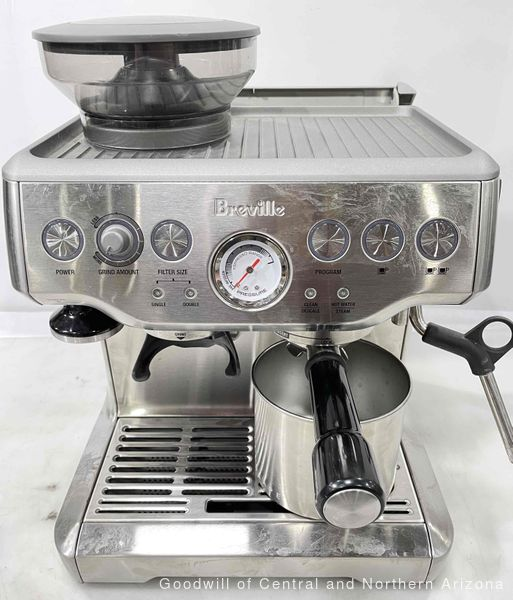 Breville
POWER
GRIND AMOUNT
FILTER SIZE
SINGLE DOUBLE
PRESSURE
PROGRAM
CLEAN
DESCALE
HOT WATER
STEAM
Goodwill of Central and Northern Arizona